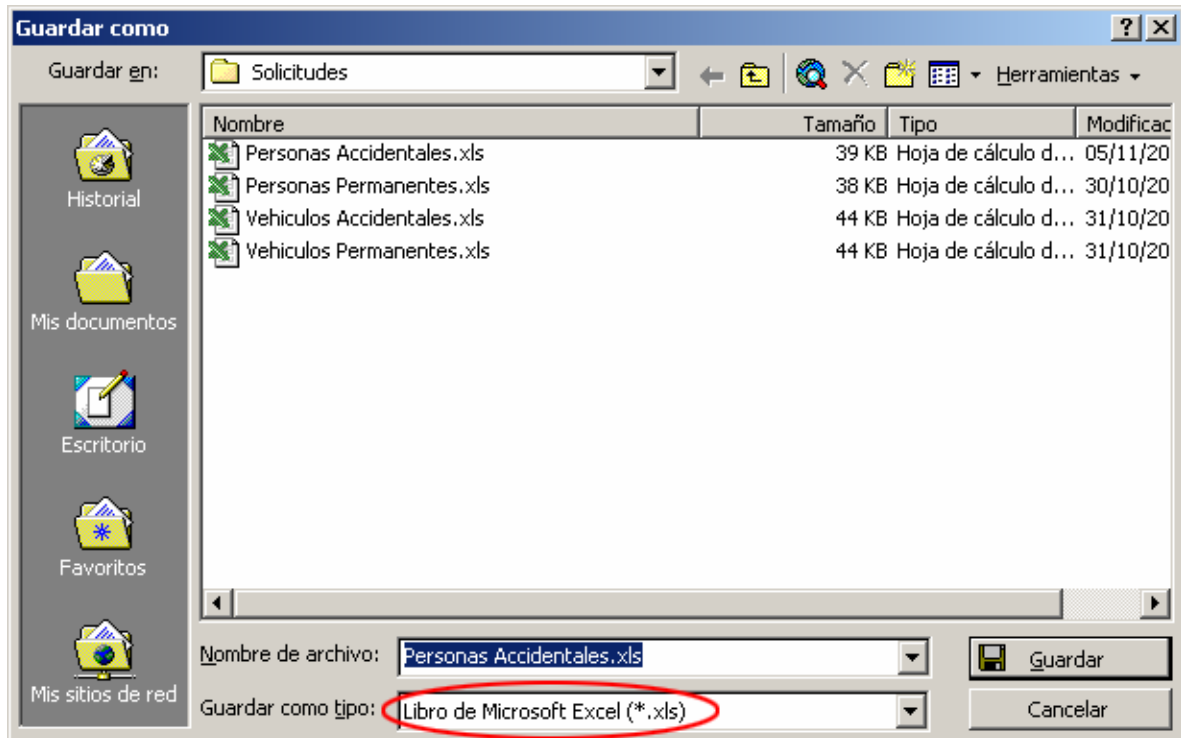 Guardar como
Guardar en: Solicitudes Herramientas
Nombre Tamaño Tipo Modificac
Personas Accidentales.xls 39 KB Hoja de cálculo d... 05/11/20
Personas Permanentes.xls 38 KB Hoja de cálculo d... 30/10/20
Vehiculos Accidentales.xls 44 KB Hoja de cálculo d... 31/10/20
Vehiculos Permanentes.xls 44 KB Hoja de cálculo d... 31/10/20
Historial
Mis documentos
Escritorio
Favoritos
Mis sitios de red
Nombre de archivo: Personas Accidentales.xls Guardar
Guardar como tipo: Libro de Microsoft Excel (*.xls) Cancelar